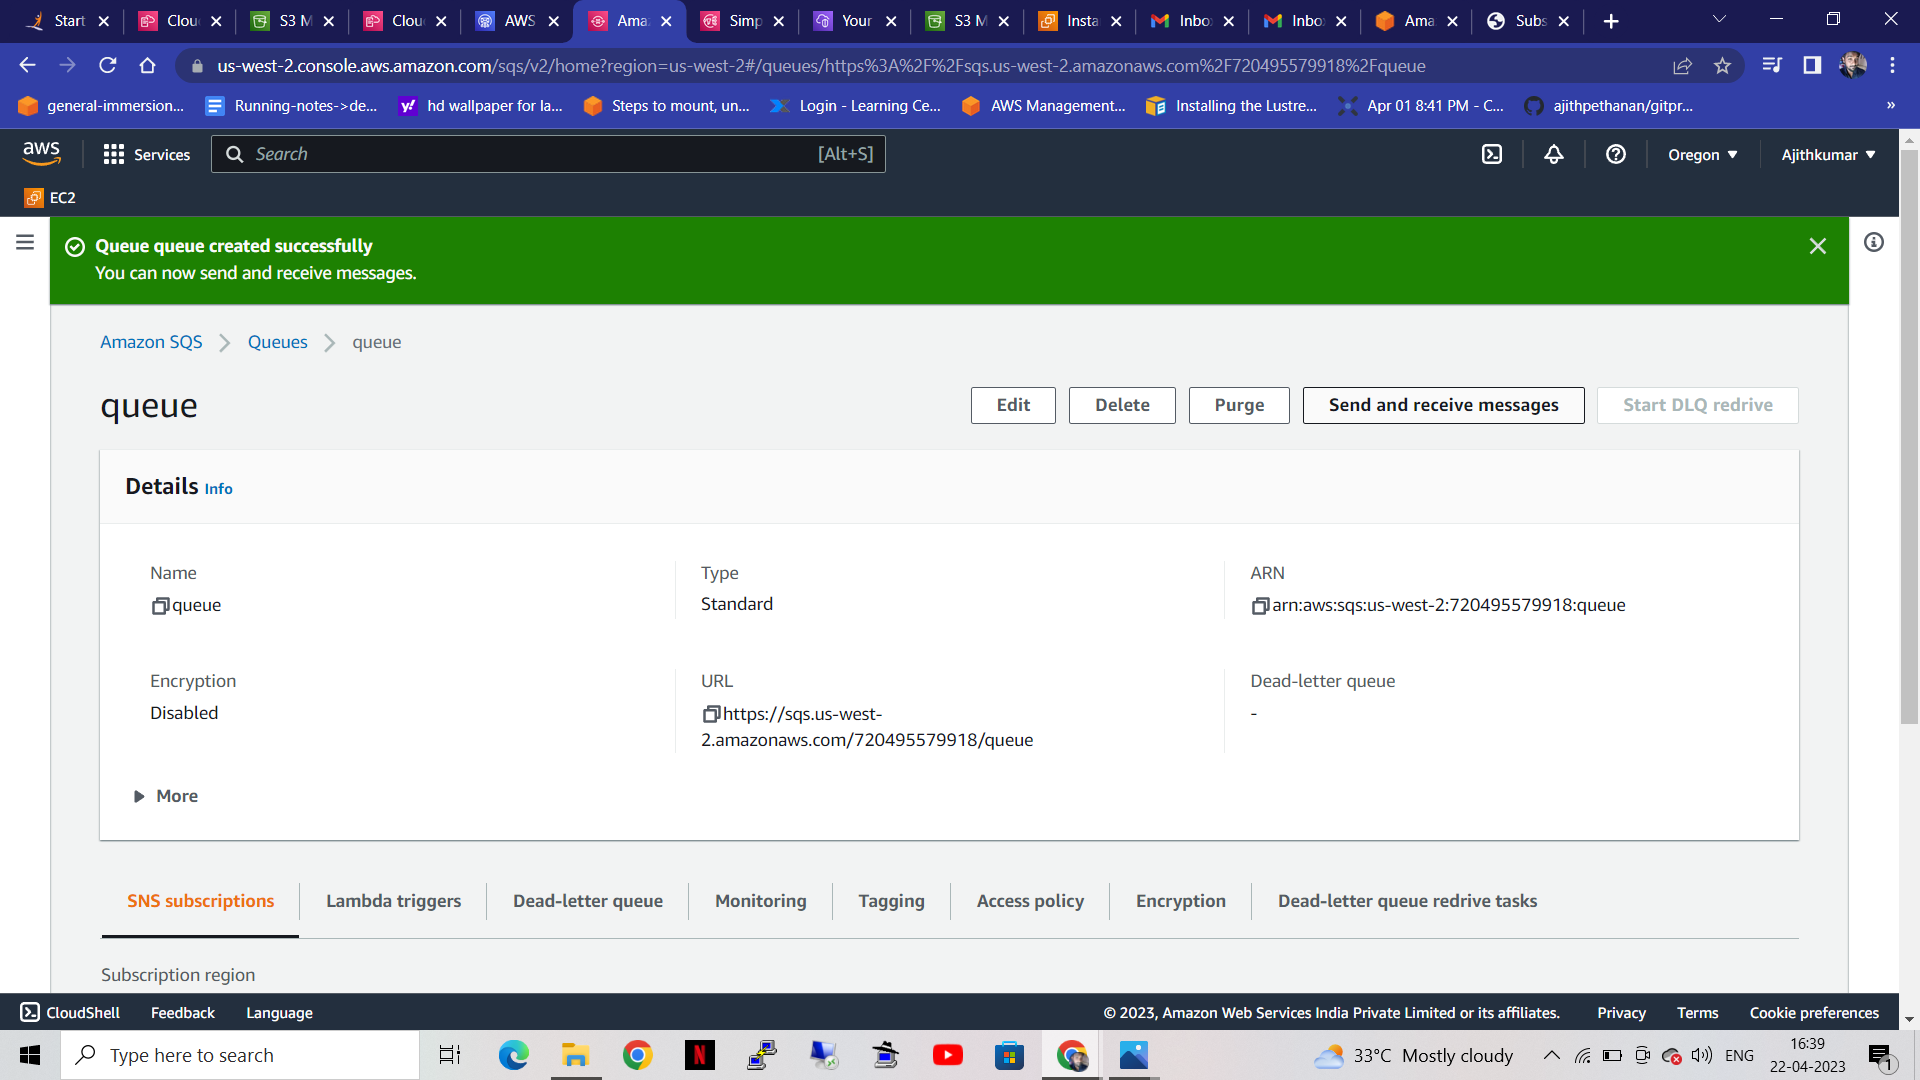 Start
Clou
S3 M
Clou
AWS
Ama
Simp
Your
S3 M
Insta
Inbo
Inbo
Ama
Subs
us-west-2.console.aws.amazon.com/sqs/v2/home?region=us-west-2#/queues/https%3A%2F%2Fsqs.us-west-2.amazonaws.com%2F720495579918%2Fqueue
general-immersion...
Running-notes->de...
hd wallpaper for la...
Steps to mount, un...
Login - Learning Ce...
AWS Management...
Installing the Lustre...
Apr 01 8:41 PM - C...
ajithpethanan/gitpr...
»
aws
Services
Search
[Alt+S]
Oregon
Ajithkumar
EC2
Queue queue created successfully
You can now send and receive messages.
Amazon SQS
Queues
queue
queue
Edit
Delete
Purge
Send and receive messages
Start DLQ redrive
Details Info
Name
queue
Type
Standard
ARN
arn:aws:sqs:us-west-2:720495579918:queue
Encryption
Disabled
URL
https://sqs.us-west-
2.amazonaws.com/720495579918/queue
Dead-letter queue
-
More
SNS subscriptions
Lambda triggers
Dead-letter queue
Monitoring
Tagging
Access policy
Encryption
Dead-letter queue redrive tasks
Subscription region
CloudShell
Feedback
Language
© 2023, Amazon Web Services India Private Limited or its affiliates.
Privacy
Terms
Cookie preferences
Type here to search
N
33°C Mostly cloudy
ENG
16:39
22-04-2023
1